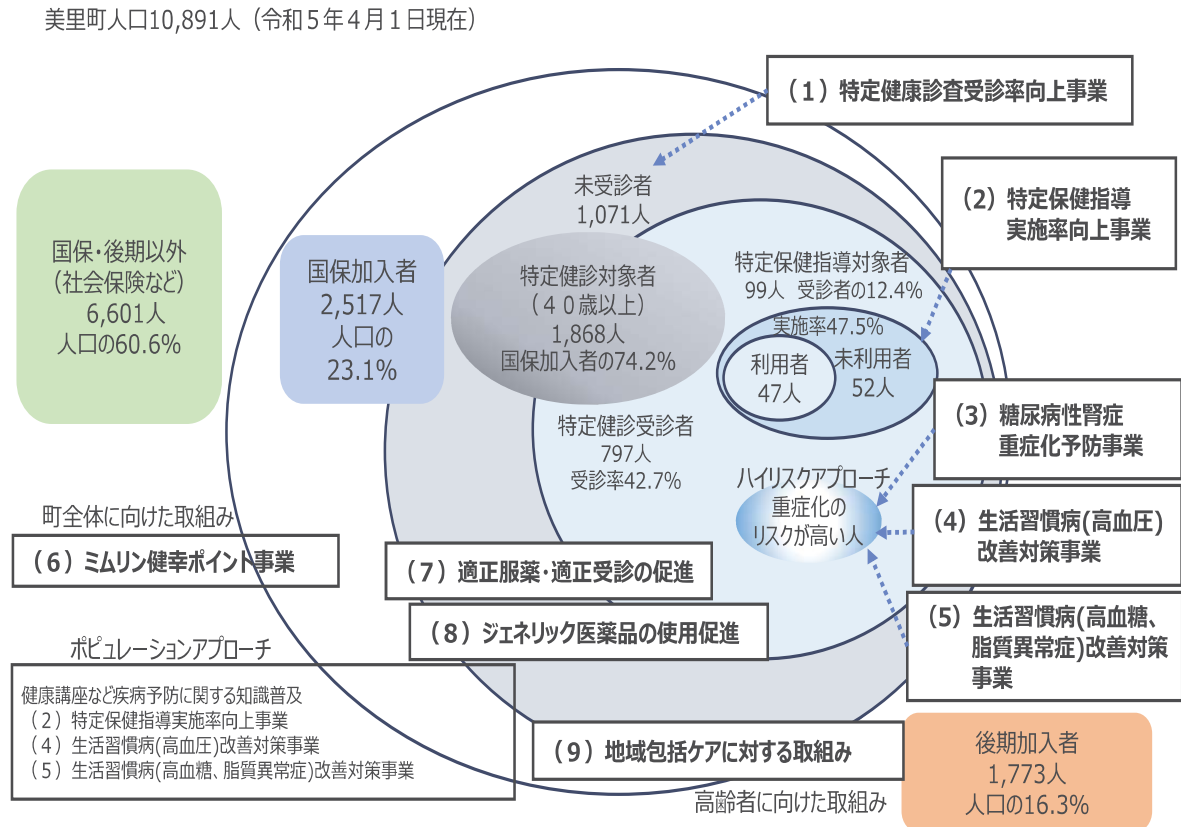 美里町人口10,891人（令和５年４月１日現在）
（1）特定健康診査受診率向上事業
（2）特定保健指導
実施率向上事業
未受診者
1,071人
国保・後期以外
（社会保険など）
6,601人
人口の60.6%
国保加入者
2,517人
人口の
23.1%
特定健診対象者
（４０歳以上）
1,868人
国保加入者の74.2%
特定保健指導対象者
99人 受診者の12.4%
実施率47.5%
利用者
47人
未利用者
52人
特定健診受診者
797人
受診率42.7%
（3）糖尿病性腎症
重症化予防事業
ハイリスクアプローチ
重症化の
リスクが高い人
（4）生活習慣病(高血圧)
改善対策事業
（5）生活習慣病(高血糖、
脂質異常症)改善対策
事業
町全体に向けた取組み
（6）ミムリン健幸ポイント事業
（7）適正服薬・適正受診の促進
（8）ジェネリック医薬品の使用促進
ポピュレーションアプローチ
健康講座など疾病予防に関する知識普及
（2）特定保健指導実施率向上事業
（4）生活習慣病(高血圧)改善対策事業
（5）生活習慣病(高血糖、脂質異常症)改善対策事業
（9）地域包括ケアに対する取組み
高齢者に向けた取組み
後期加入者
1,773人
人口の16.3%